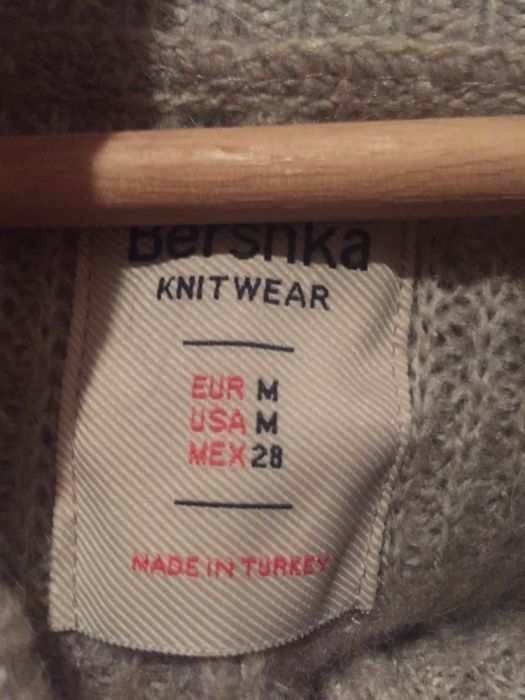 Bershka
KNITWEAR
EUR M
USA M
MEX 28
MADE IN TURKEY